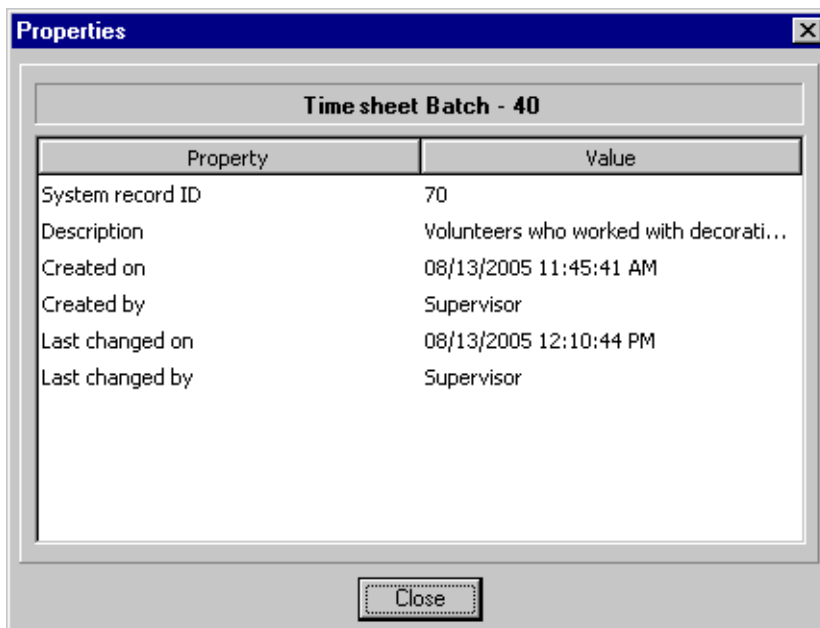 Properties
Time sheet Batch - 40
Property Value
System record ID 70
Description Volunteers who worked with decorati...
Created on 08/13/2005 11:45:41 AM
Created by Supervisor
Last changed on 08/13/2005 12:10:44 PM
Last changed by Supervisor
Close